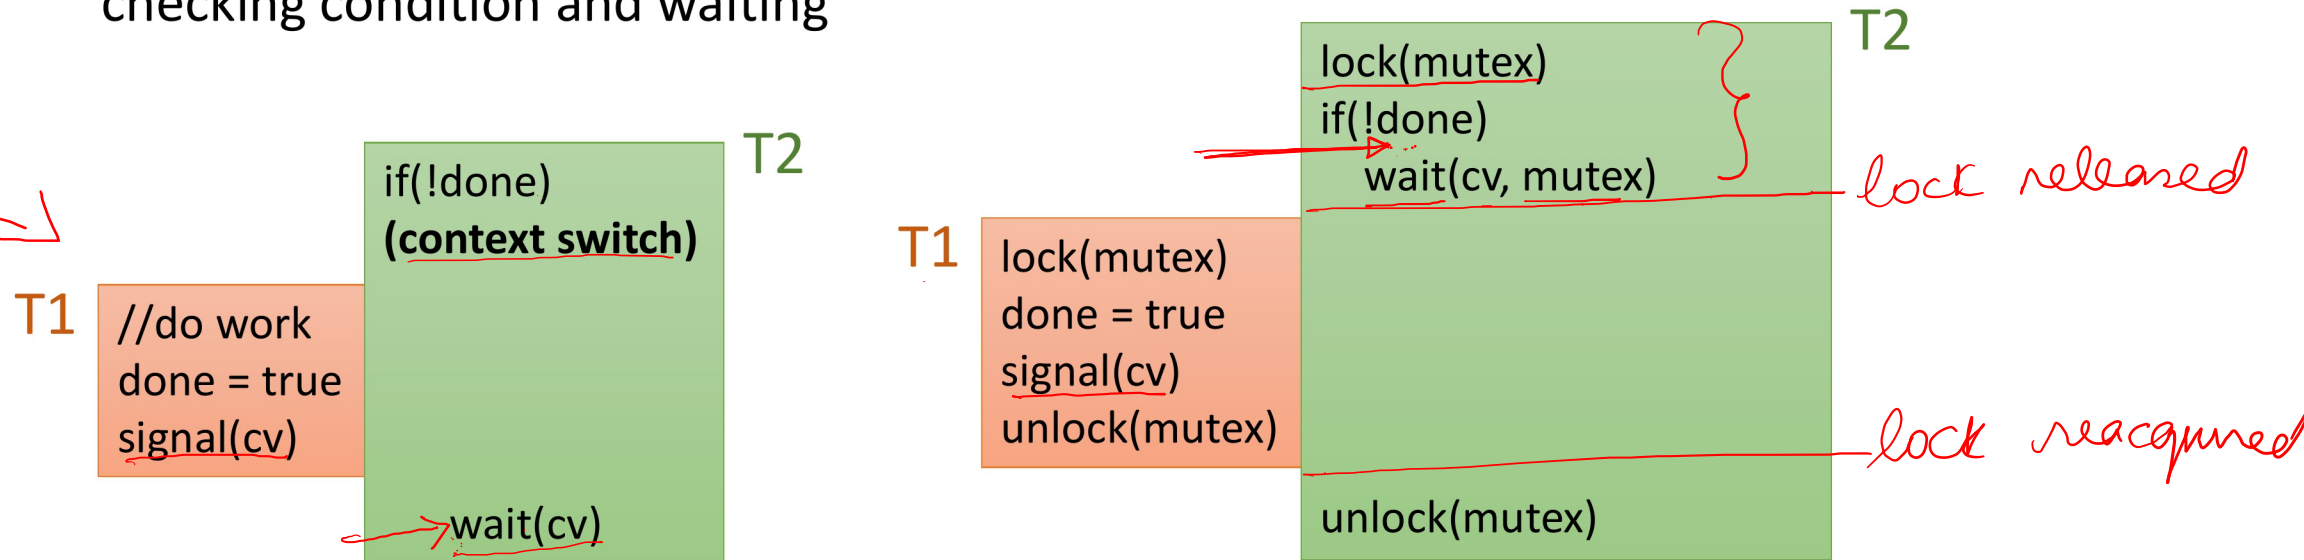 checking condition and waiting
T2
if(!done)
(context switch)
T1
//do work
done = true
signal(cv)
wait(cv)
T2
lock(mutex)
if(!done)
wait(cv, mutex)
lock released
T1
lock(mutex)
done = true
signal(cv)
unlock(mutex)
lock reacquired
unlock(mutex)